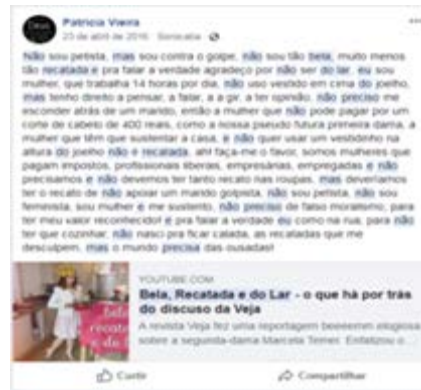 Patricia Vieira
23 de abril de 2016 · Sorocaba ·
Não sou petista, mas sou contra o golpe, não sou tão bela, muito menos
tão recatada e pra falar a verdade agradeço por não ser do lar, eu sou
mulher, que trabalha 14 horas por dia, não uso vestido em cima do joelho,
mas tenho direito a pensar, a falar, a a gir, a ter opinião, não preciso me
esconder atrás de um marido, então a mulher que não pode pagar por um
corte de cabelo de 400 reais, como a nossa pseudo futura primeira dama, a
mulher que têm que sustentar a casa, e não quer usar um vestidinho na
altura do joelho não é recatada, ah! faça-me o favor, somos mulheres que
pagam impostos, profissionais liberais, empresárias, empregadas e não
precisamos e não devemos ter tanto recato nas roupas, mas deveríamos
ter o recato de não apoiar um marido golpista, não sou petista, não sou
feminista, sou mulher e me sustento, não preciso de falso moralismo, para
ter meu valor reconhecido! e pra falar a verdade eu como na rua, para não
ter que cozinhar, não nasci pra ficar calada, as recatadas que me
desculpem, mas o mundo precisa das ousadas!
YOUTUBE.COM
Bela, Recatada e do Lar - o que há por trás
do discuso da Veja
A revista Veja fez uma reportagem beeeemm elogiosa
sobre a segunda-dama Marcela Temer. Enfatizou o...
Curtir Compartilhar